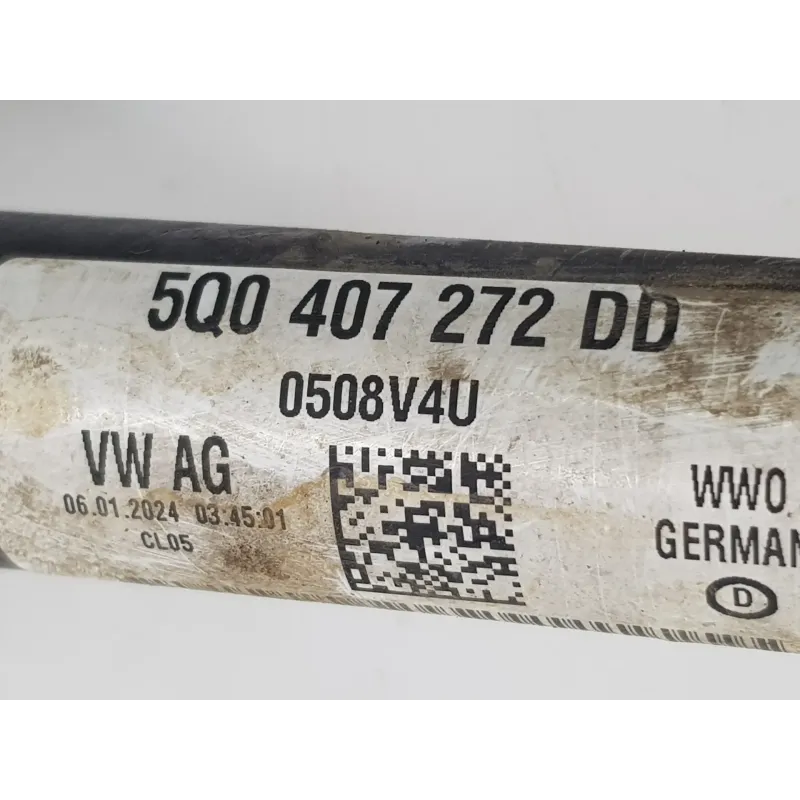 5Q0 407 272 DD
0508V4U
VW AG
06.01.2024 03:45:01
CL05
WWO
GERMAN
D